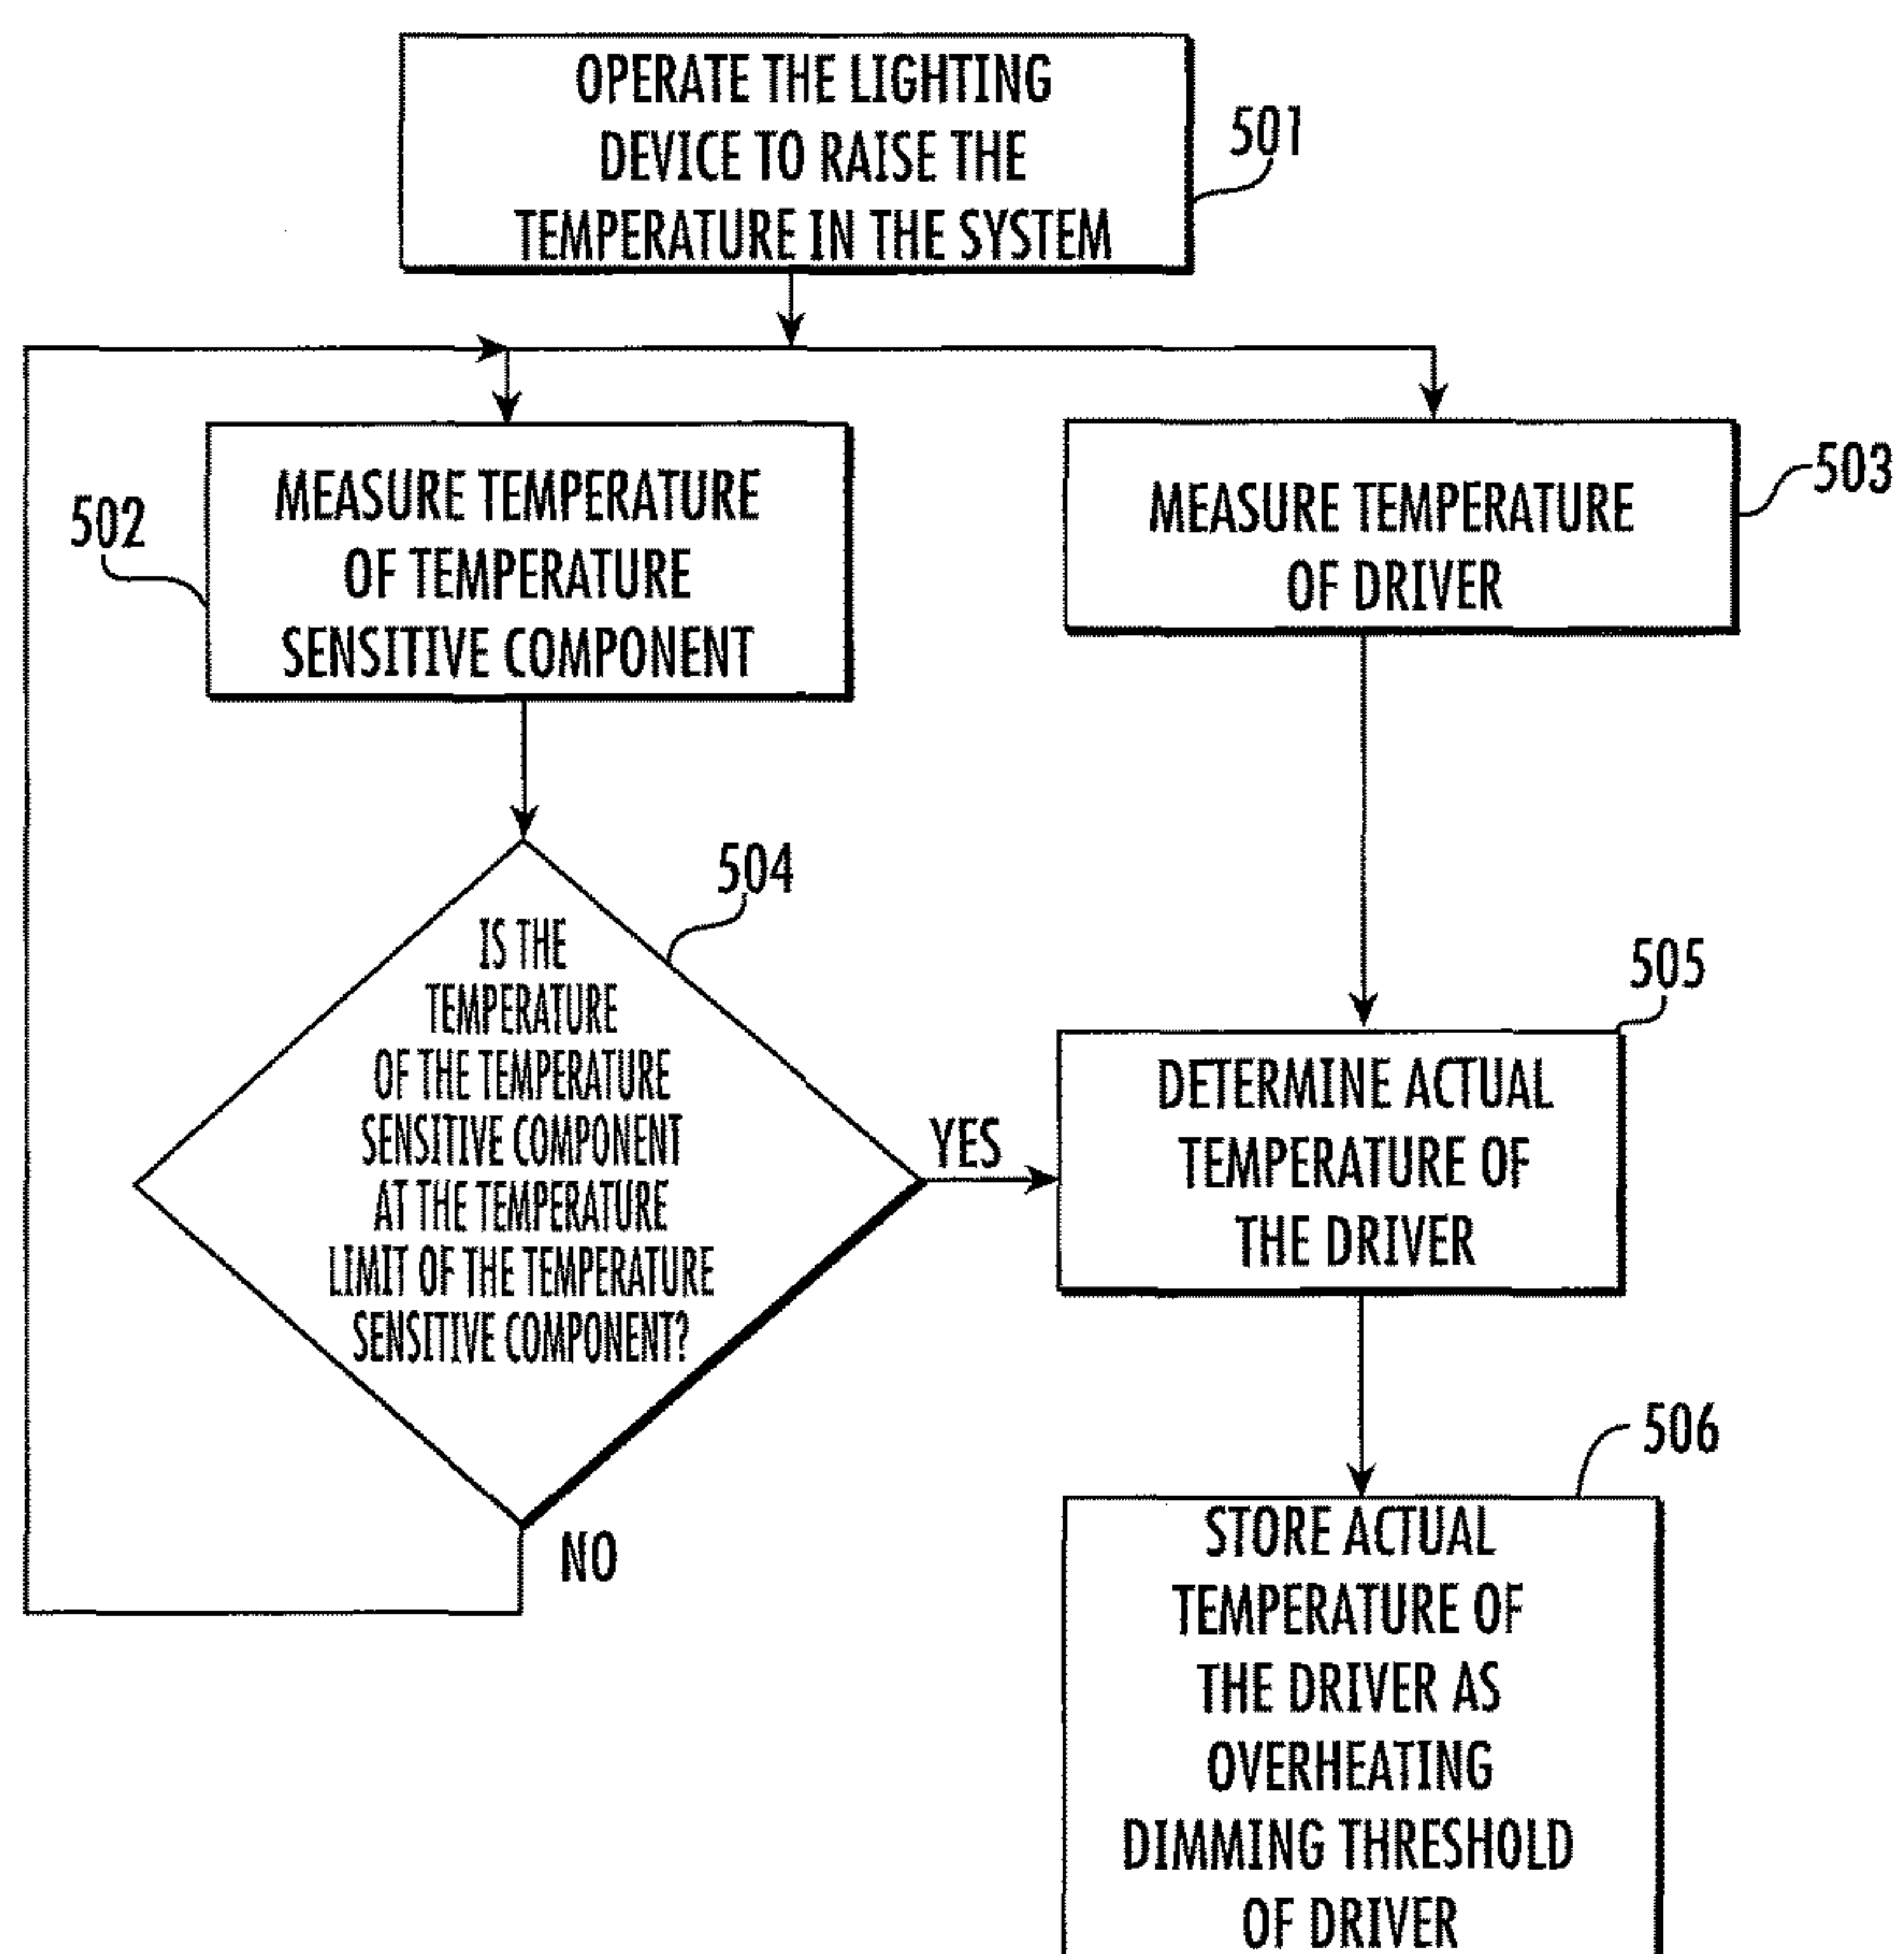 OPERATE THE LIGHTING
DEVICE TO RAISE THE
TEMPERATURE IN THE SYSTEM
501
MEASURE TEMPERATURE
OF TEMPERATURE
SENSITIVE COMPONENT
502
MEASURE TEMPERATURE
OF DRIVER
503
IS THE
TEMPERATURE
OF THE TEMPERATURE
SENSITIVE COMPONENT
AT THE TEMPERATURE
LIMIT OF THE TEMPERATURE
SENSITIVE COMPONENT?
504
YES
NO
DETERMINE ACTUAL
TEMPERATURE OF
THE DRIVER
505
STORE ACTUAL
TEMPERATURE OF
THE DRIVER AS
OVERHEATING
DIMMING THRESHOLD
OF DRIVER
506